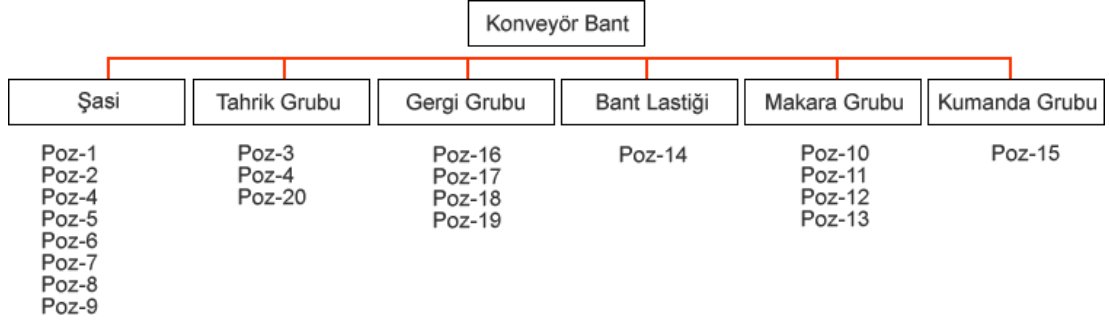 Konveyör Bant
Şasi
Tahrik Grubu
Gergi Grubu
Bant Lastiği
Makara Grubu
Kumanda Grubu
Poz-1
Poz-2
Poz-4
Poz-5
Poz-6
Poz-7
Poz-8
Poz-9
Poz-3
Poz-4
Poz-20
Poz-16
Poz-17
Poz-18
Poz-19
Poz-14
Poz-10
Poz-11
Poz-12
Poz-13
Poz-15